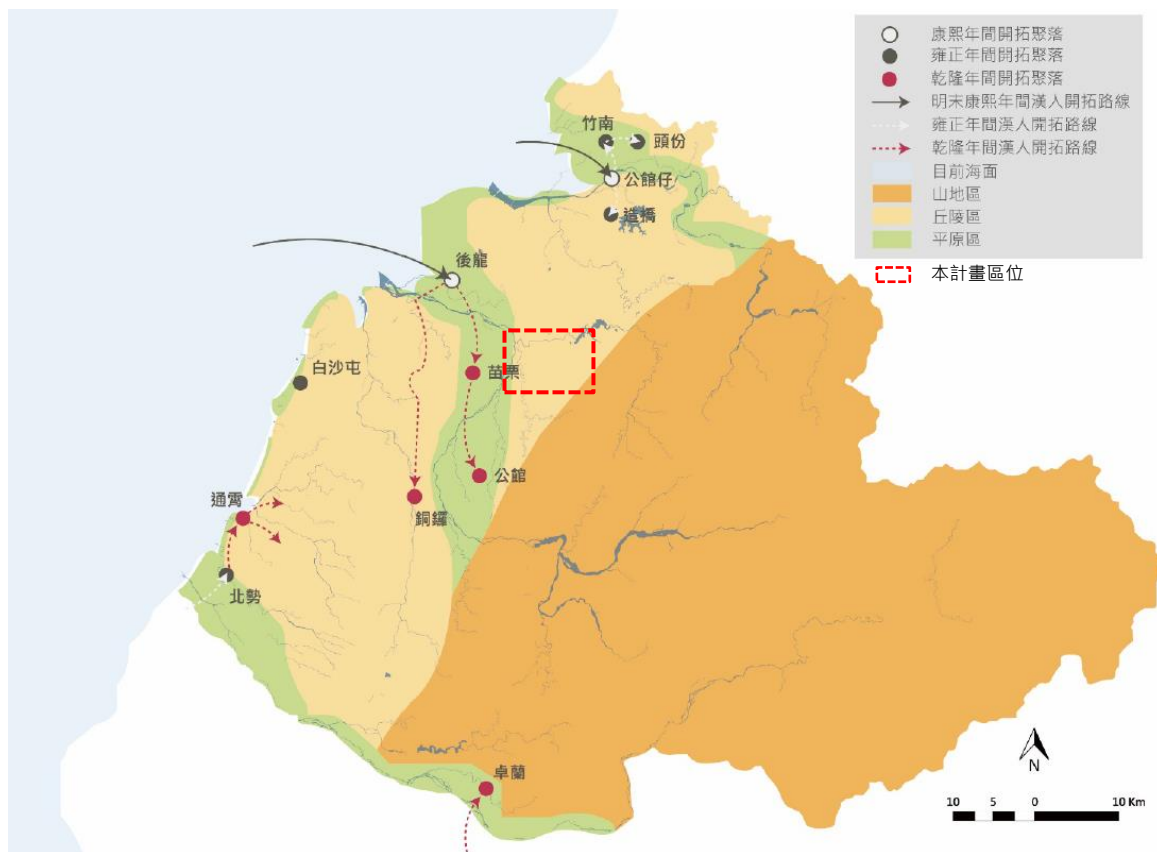 康熙年間開拓聚落
雍正年間開拓聚落
乾隆年間開拓聚落
明末康熙年間漢人開拓路線
雍正年間漢人開拓路線
乾隆年間漢人開拓路線
目前海面
山地區
丘陵區
平原區
本計畫區位
竹南
頭份
公館仔
造橋
後龍
白沙屯
苗栗
公館
通霄
銅鑼
北勢
卓蘭
N
10 5 0 10 Km